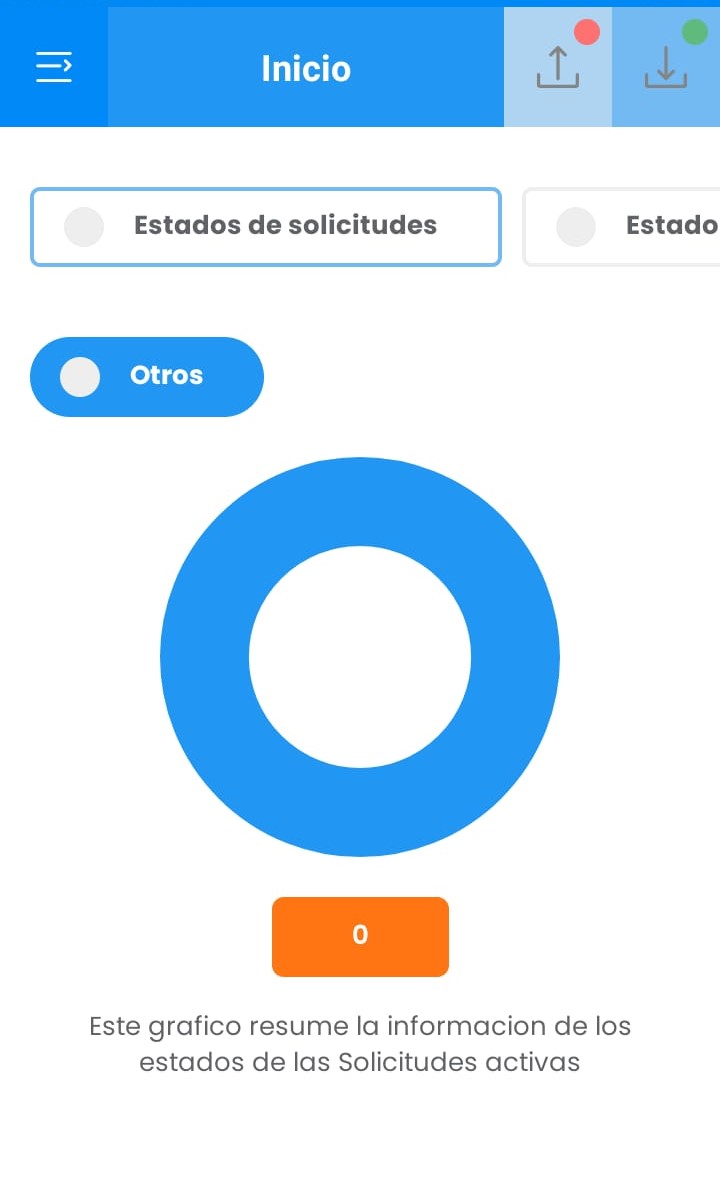 Inicio
Estados de solicitudes
Estado
Otros
0
Este grafico resume la informacion de los
estados de las Solicitudes activas